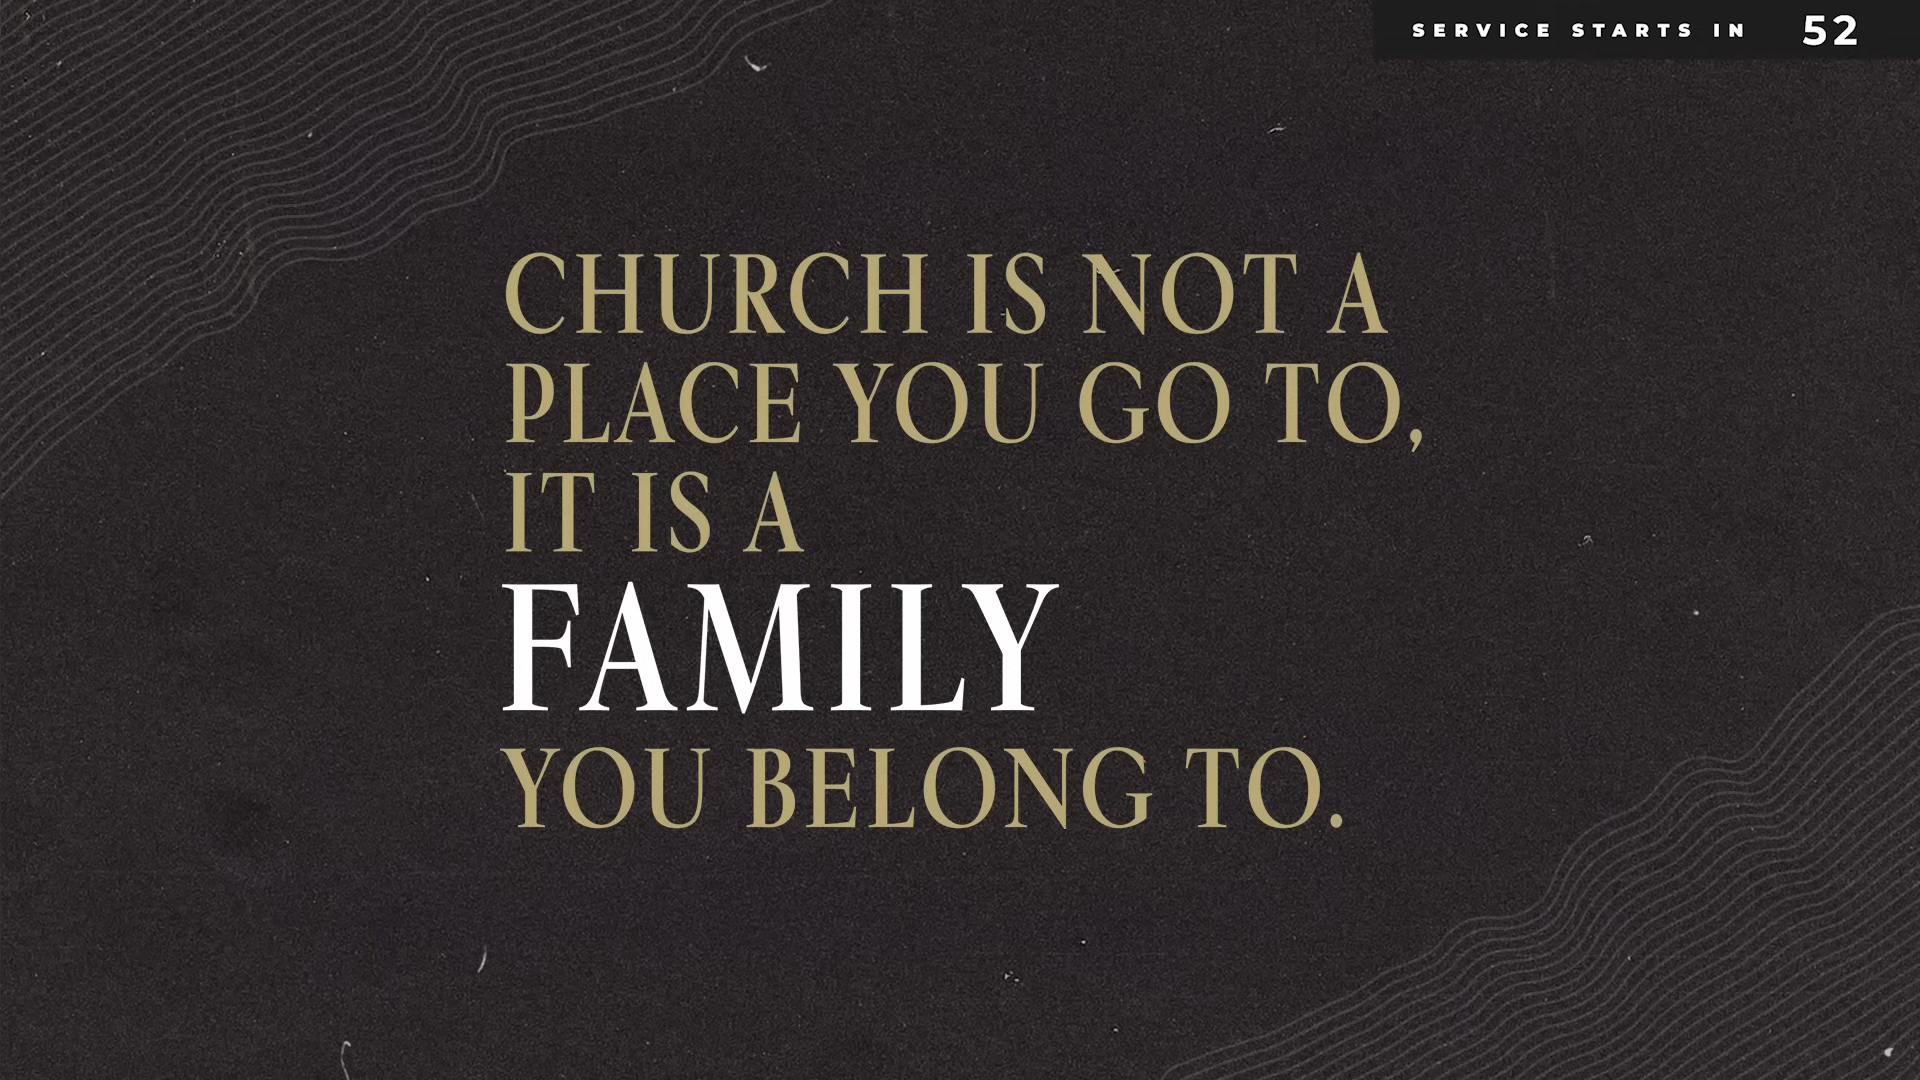 SERVICE STARTS IN 52
CHURCH IS NOT A
PLACE YOU GO TO,
IT IS A
FAMILY
YOU BELONG TO.